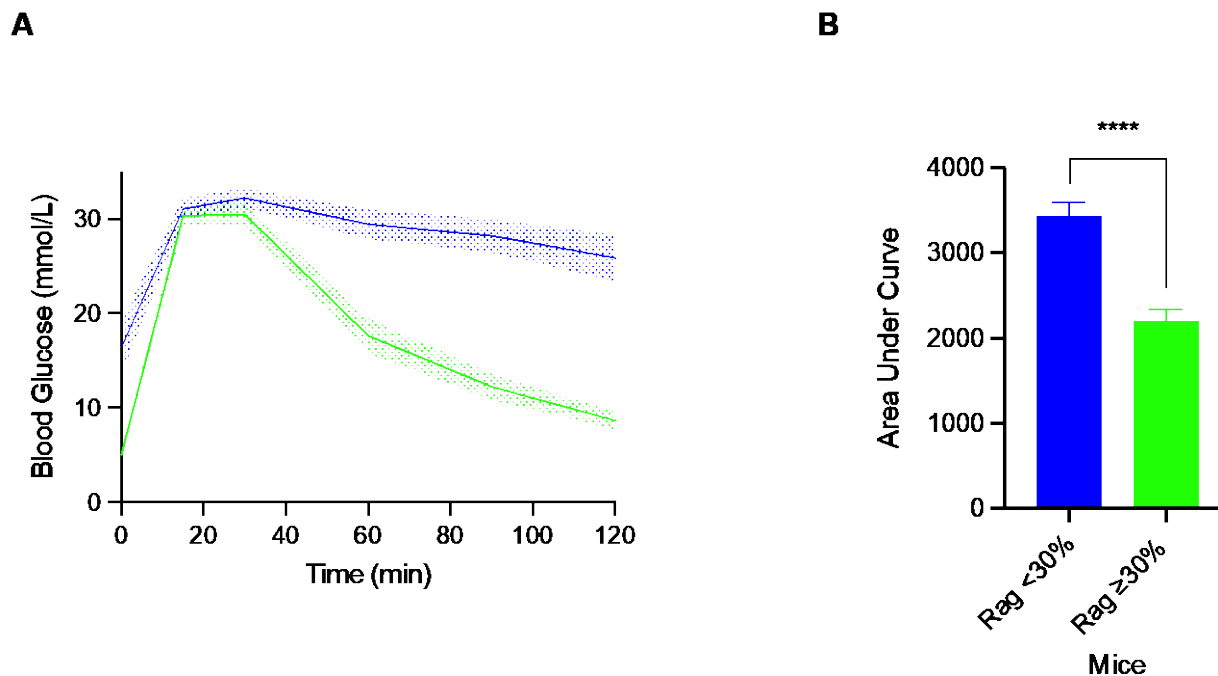 A
B
Blood Glucose (mmol/L)
30
20
10
0
0 20 40 60 80 100 120
Time (min)
****
Area Under Curve
4000
3000
2000
1000
0
Rag <30%
Rag ≥30%
Mice